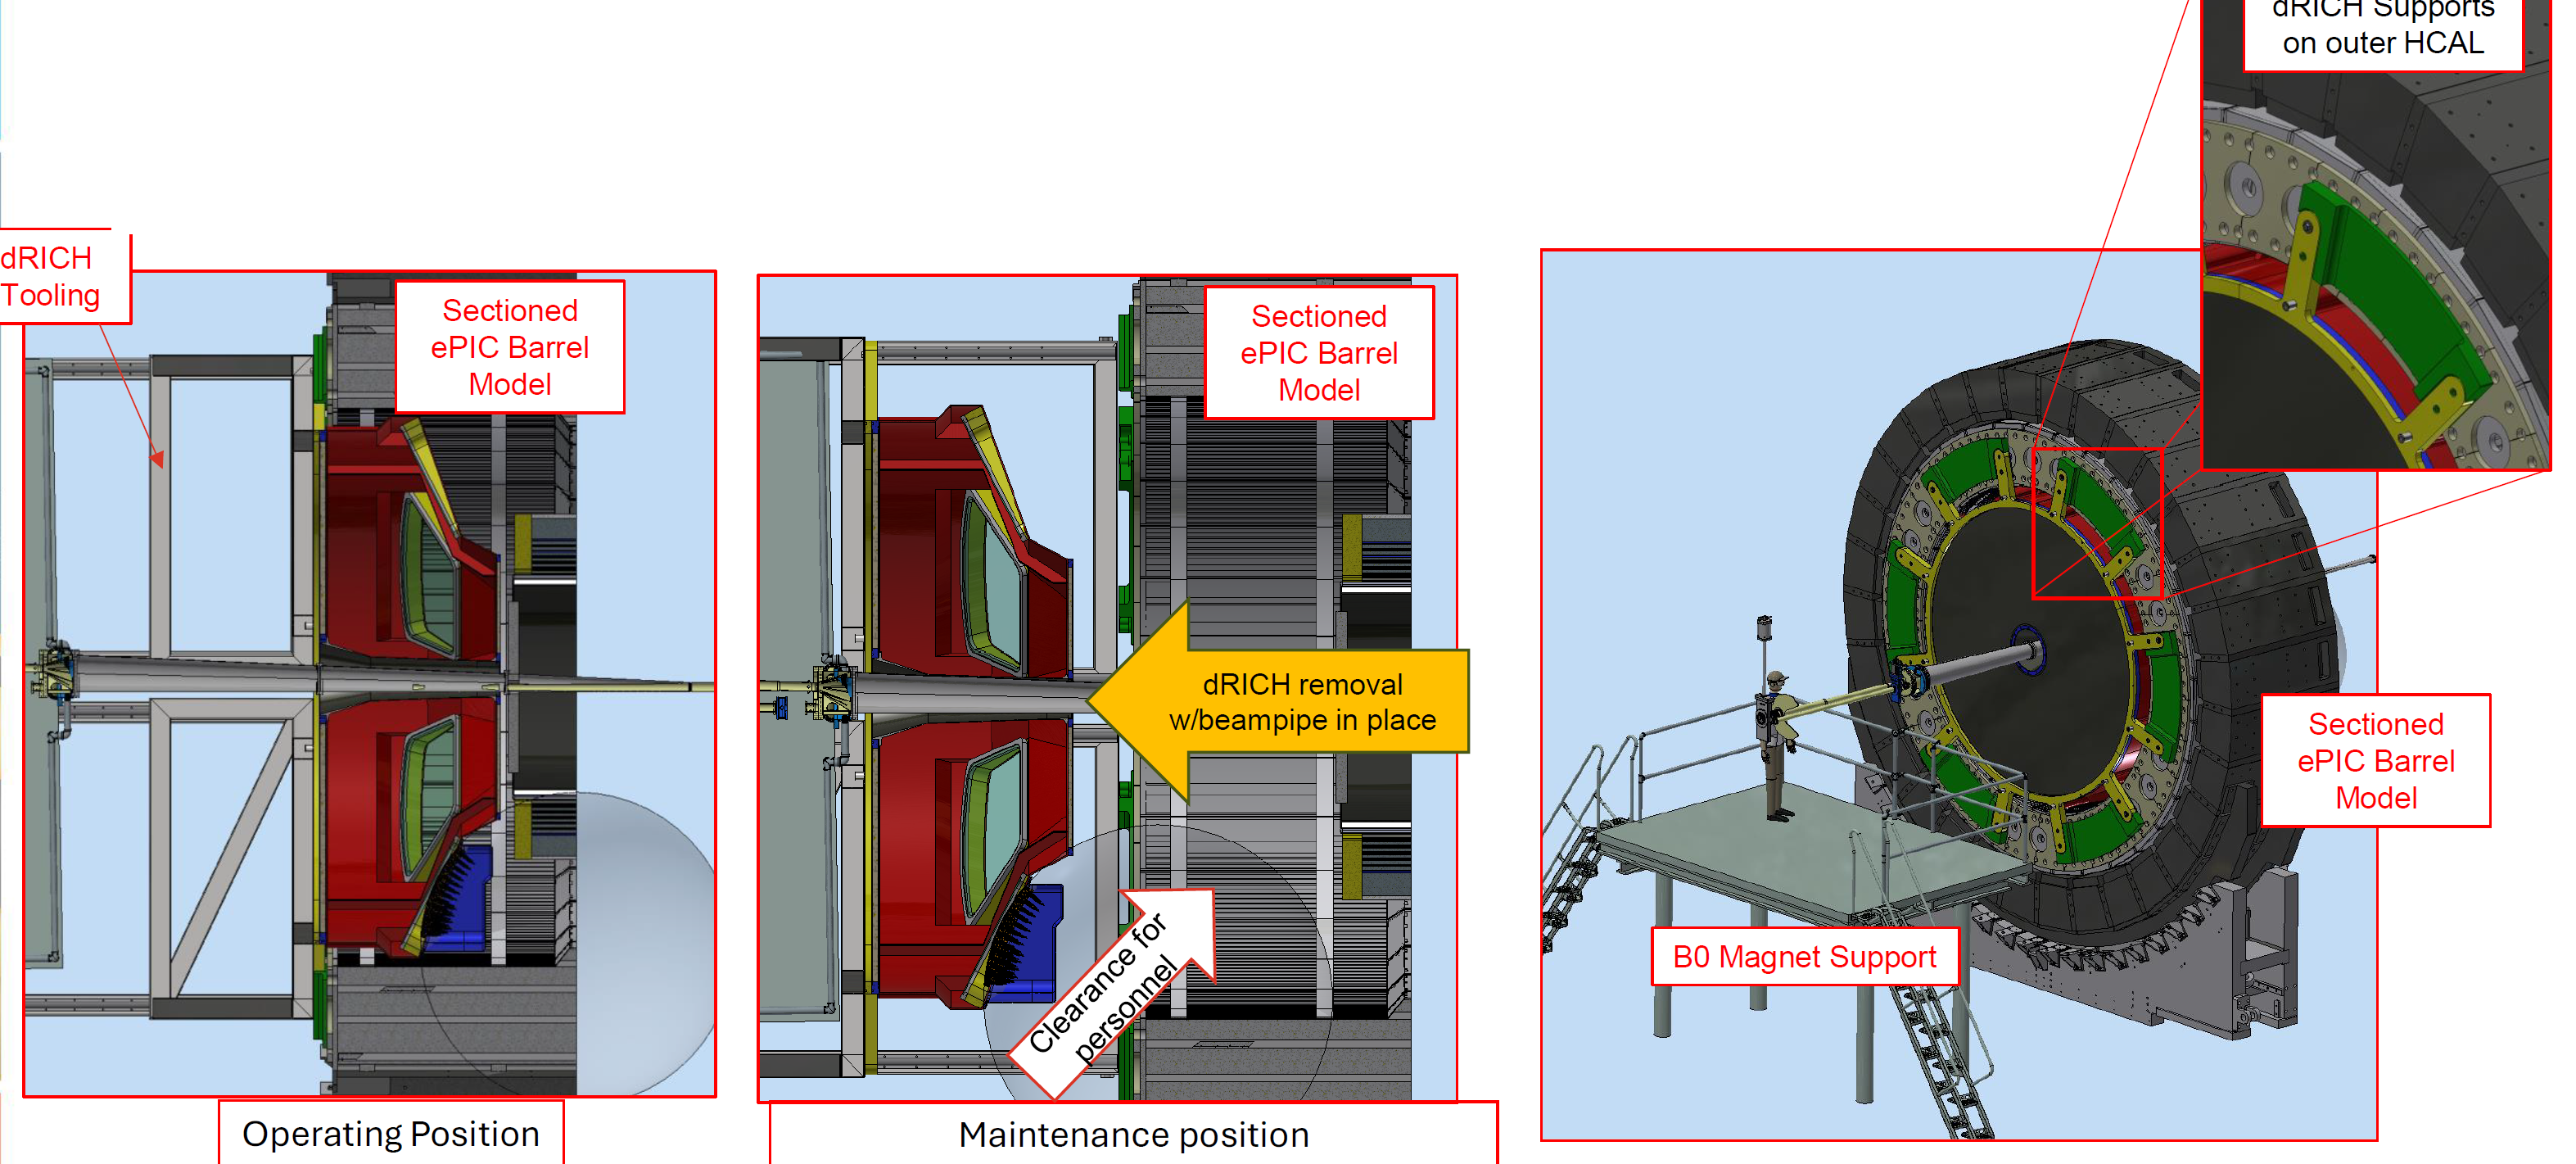 dRICH Supports
on outer HCAL
dRICH
Tooling
Sectioned
ePIC Barrel
Model
Sectioned
ePIC Barrel
Model
dRICH removal
w/beampipe in place
Clearance for
personnel
Sectioned
ePIC Barrel
Model
B0 Magnet Support
Operating Position
Maintenance position